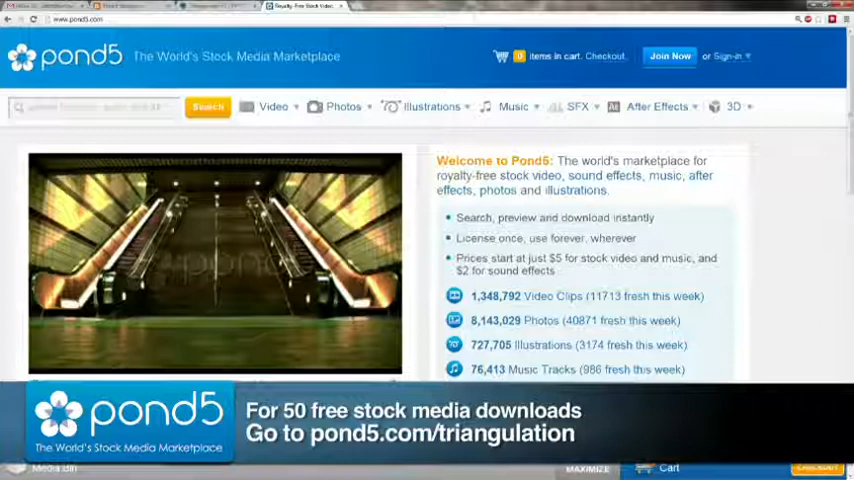 www.pond5.com
pond5 The World's Stock Media Marketplace
0 items in cart. Checkout.
Join Now or Sign-in
Search
Video Photos Illustrations Music SFX After Effects 3D
Welcome to Pond5: The world's marketplace for
royalty-free stock video, sound effects, music, after
effects, photos and illustrations.
Search, preview and download instantly
License once, use forever, wherever
Prices start at just $5 for stock video and music, and
$2 for sound effects
1,348,792 Video Clips (11713 fresh this week)
8,143,029 Photos (40871 fresh this week)
727,705 Illustrations (3174 fresh this week)
76,413 Music Tracks (986 fresh this week)
pond5
pond5
The World's Stock Media Marketplace
For 50 free stock media downloads
Go to pond5.com/triangulation
Media Bin
MAXIMIZE
Cart
CHECKOUT